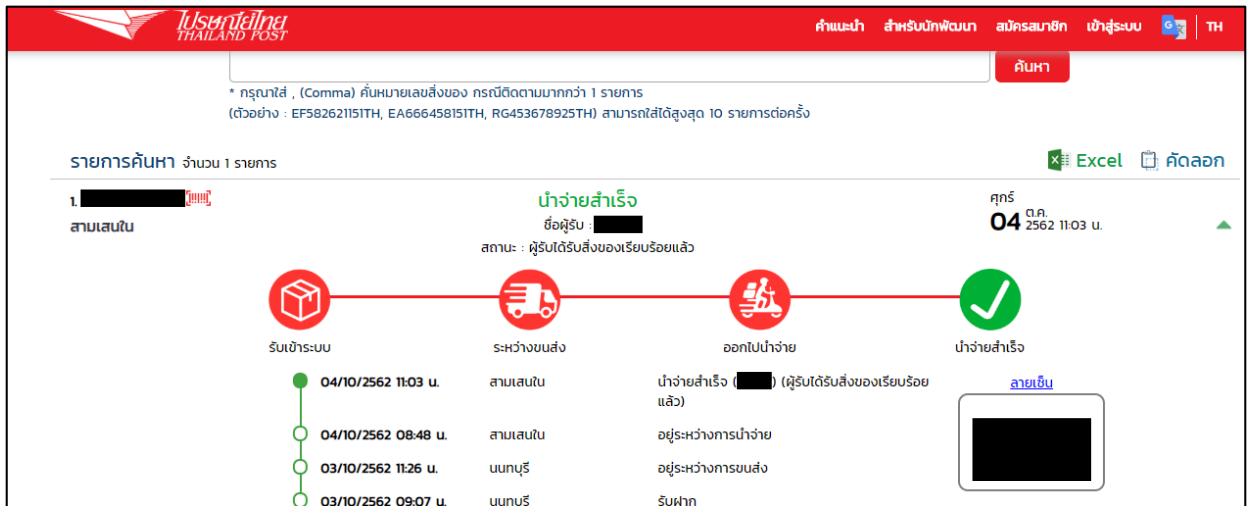 ไปรษณีย์ไทย
THAILAND POST
คำแนะนำ สำหรับนักพัฒนา สมัครสมาชิก เข้าสู่ระบบ G TH
ค้นหา
* กรุณาใส่ , (Comma) คั่นหมายเลขสิ่งของ กรณีติดตามมากกว่า 1 รายการ
(ตัวอย่าง : EF582621151TH, EA666458151TH, RG453678925TH) สามารถใส่ได้สูงสุด 10 รายการต่อครั้ง
รายการค้นหา จำนวน 1 รายการ
Excel คัดลอก
1.
สามเสนใน
นำจ่ายสำเร็จ
ชื่อผู้รับ :
สถานะ : ผู้รับได้รับสิ่งของเรียบร้อยแล้ว
ศุกร์
04 ต.ค. 2562 11:03 น.
รับเข้าระบบ ระหว่างขนส่ง ออกไปนำจ่าย นำจ่ายสำเร็จ
04/10/2562 11:03 น. สามเสนใน นำจ่ายสำเร็จ ( ) (ผู้รับได้รับสิ่งของเรียบร้อย
แล้ว)
ลายเซ็น
04/10/2562 08:48 น. สามเสนใน อยู่ระหว่างการนำจ่าย
03/10/2562 11:26 น. นนทบุรี อยู่ระหว่างการขนส่ง
03/10/2562 09:07 น. นนทบุรี รับฝาก